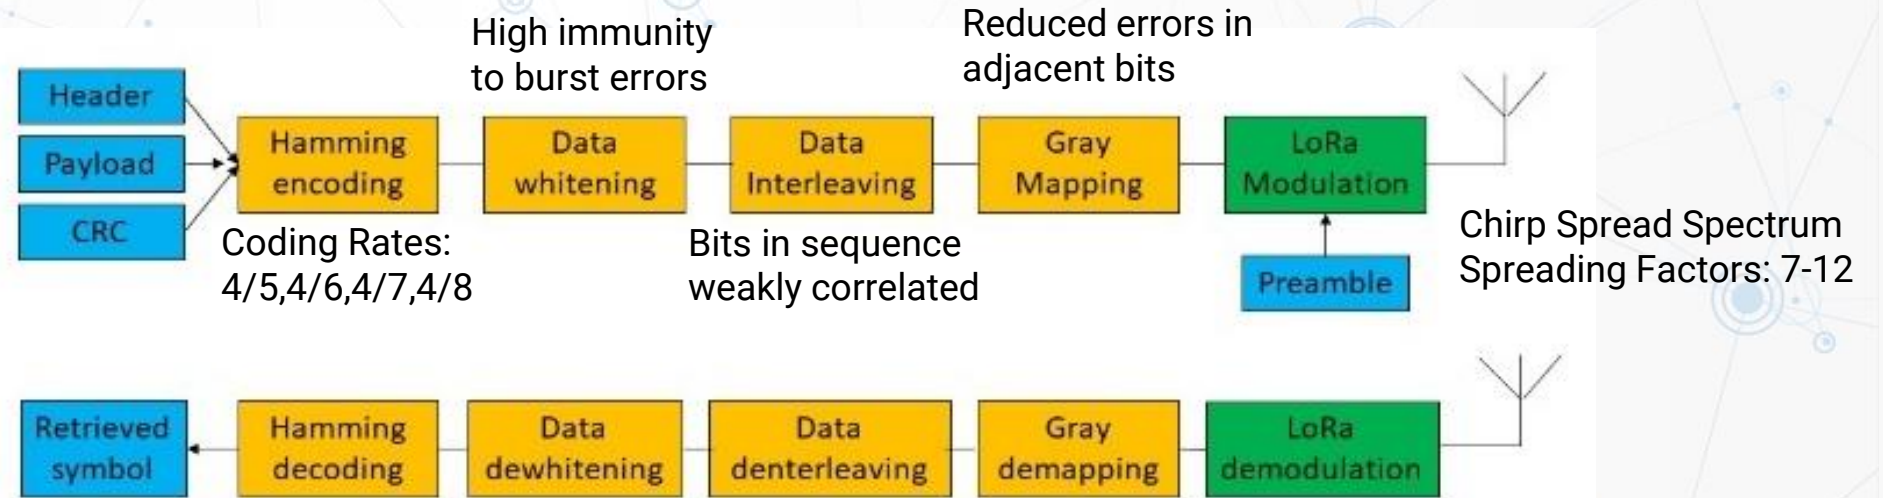 High immunity
to burst errors
Reduced errors in
adjacent bits
Header
Payload
CRC
Hamming
encoding
Data
whitening
Data
Interleaving
Gray
Mapping
LoRa
Modulation
Coding Rates:
4/5,4/6,4/7,4/8
Bits in sequence
weakly correlated
Preamble
Chirp Spread Spectrum
Spreading Factors: 7-12
Retrieved
symbol
Hamming
decoding
Data
dewhitening
Data
denterleaving
Gray
demapping
LoRa
demodulation